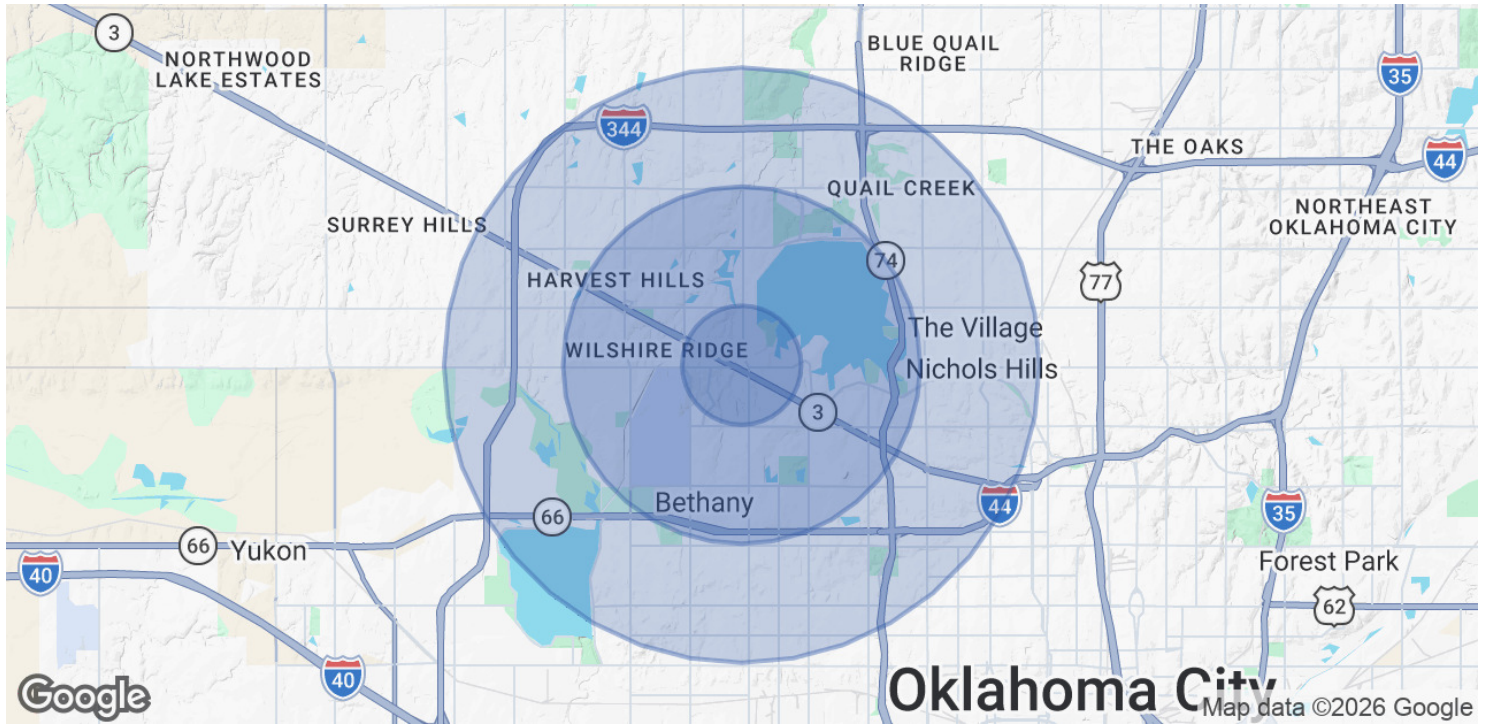 3
NORTHWOOD
LAKE ESTATES
BLUE QUAIL
RIDGE
35
344
THE OAKS
44
QUAIL CREEK
SURREY HILLS
NORTHEAST
OKLAHOMA CITY
74
HARVEST HILLS
77
The Village
WILSHIRE RIDGE
Nichols Hills
3
Bethany
44
66
35
66
Yukon
40
Forest Park
62
40
Oklahoma City
Google
Map data ©2026 Google